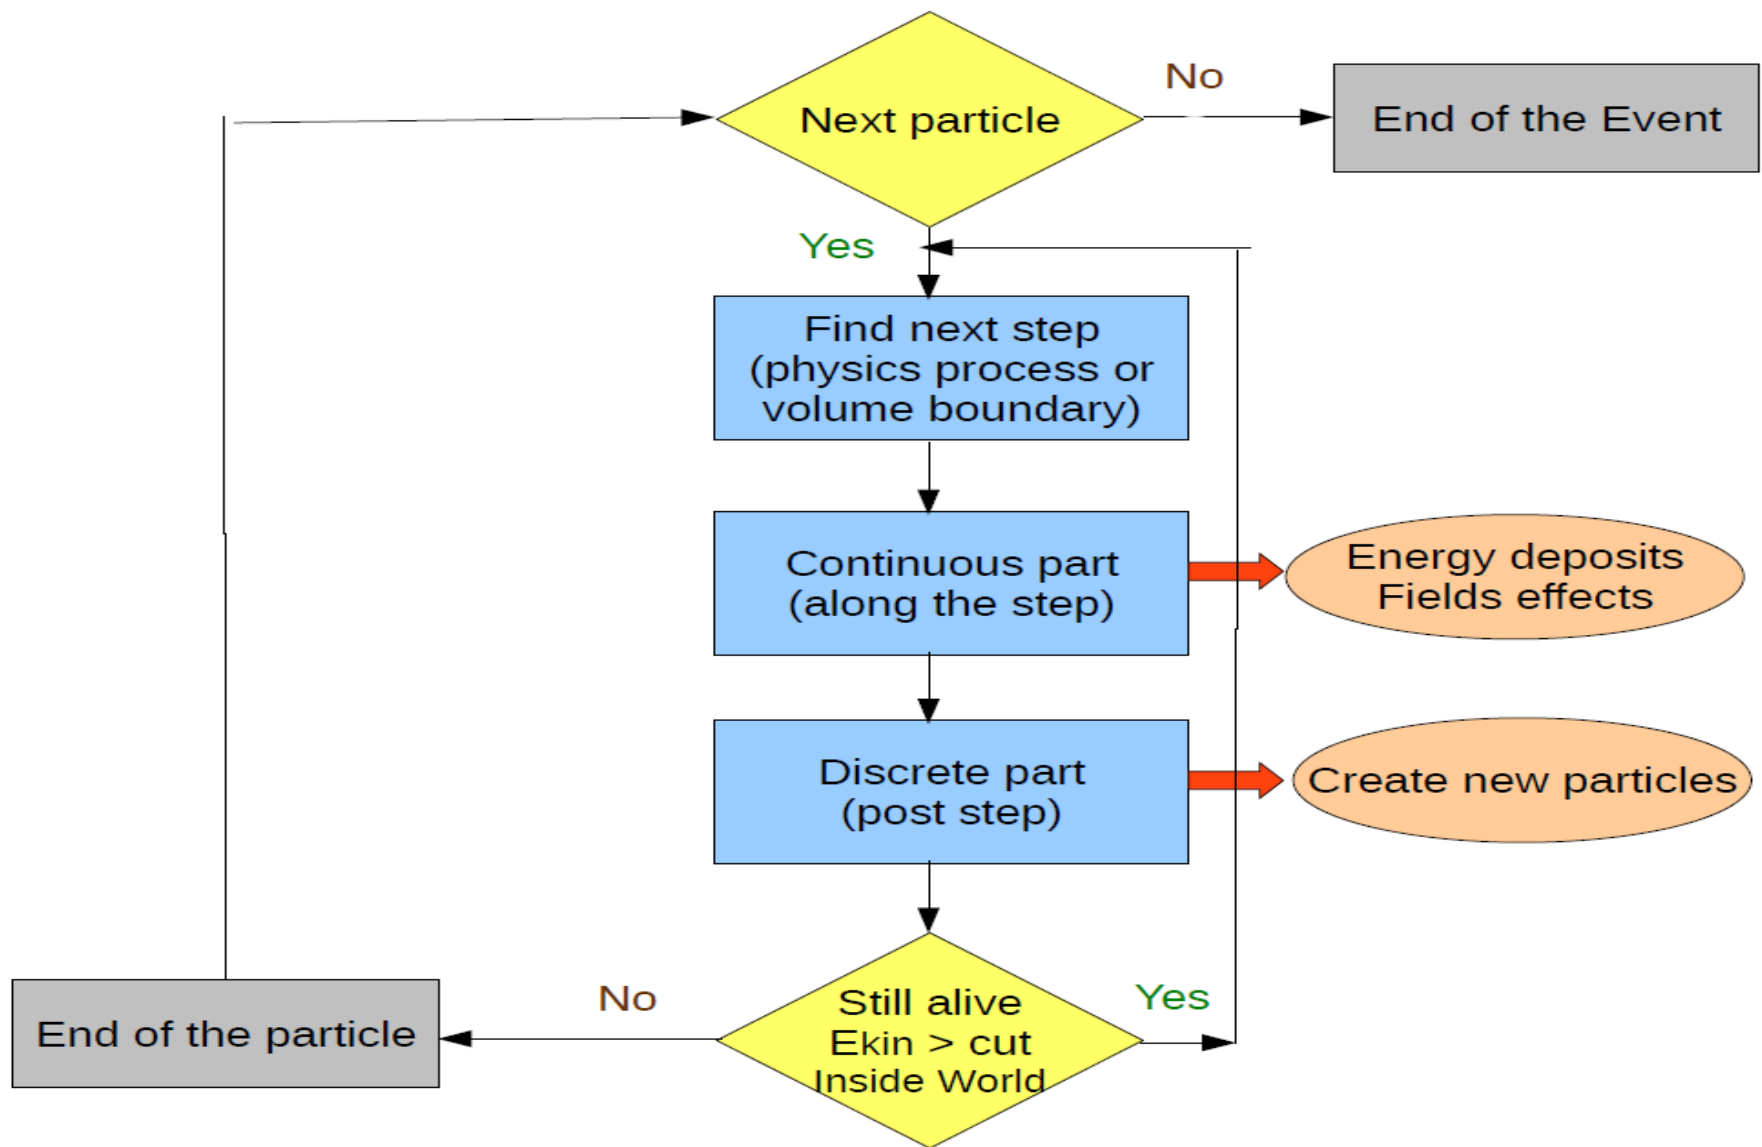 Next particle
No
End of the Event
Yes
Find next step
(physics process or
volume boundary)
Continuous part
(along the step)
Energy deposits
Fields effects
Discrete part
(post step)
Create new particles
Still alive
Ekin > cut
Inside World
No
Yes
End of the particle